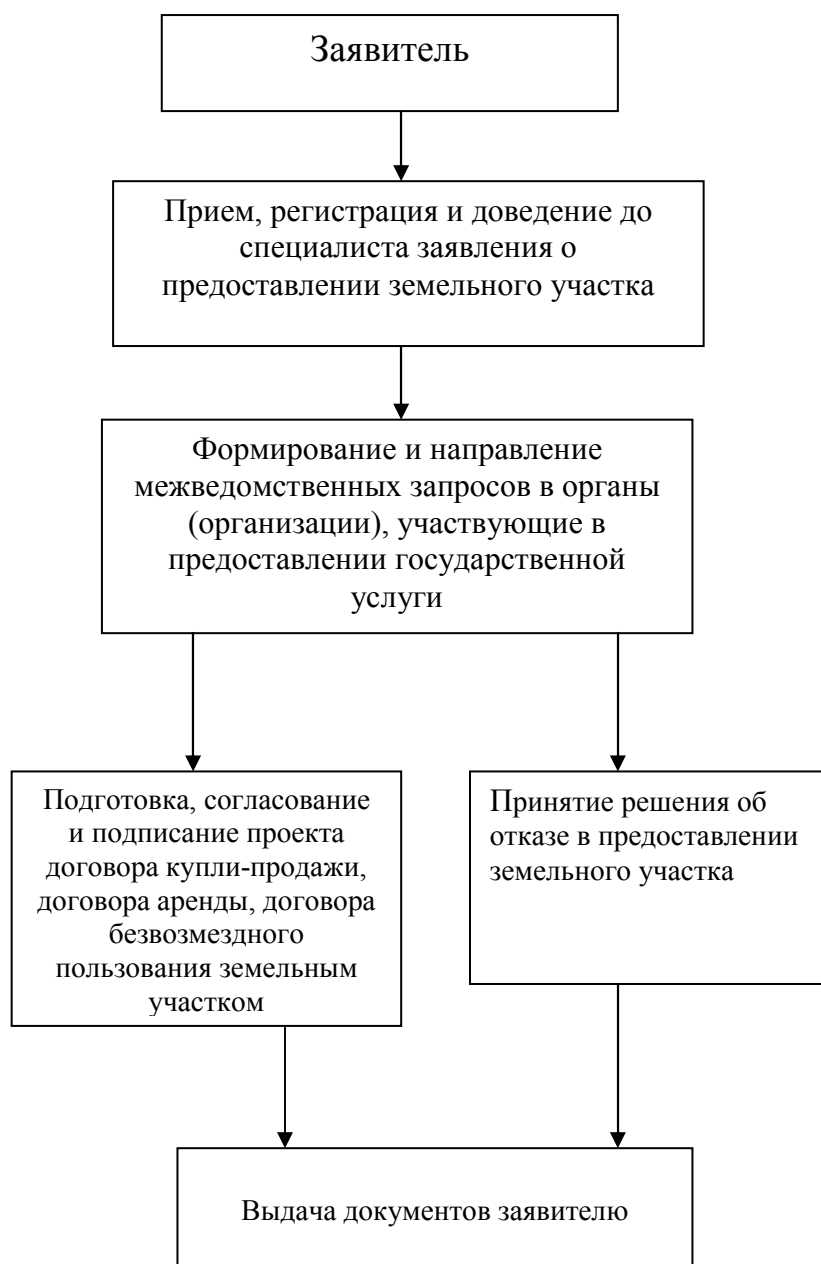 Заявитель
Прием, регистрация и доведение до
специалиста заявления о
предоставлении земельного участка
Формирование и направление
межведомственных запросов в органы
(организации), участвующие в
предоставлении государственной
услуги
Подготовка, согласование
и подписание проекта
договора купли-продажи,
договора аренды, договора
безвозмездного
пользования земельным
участком
Принятие решения об
отказе в предоставлении
земельного участка
Выдача документов заявителю